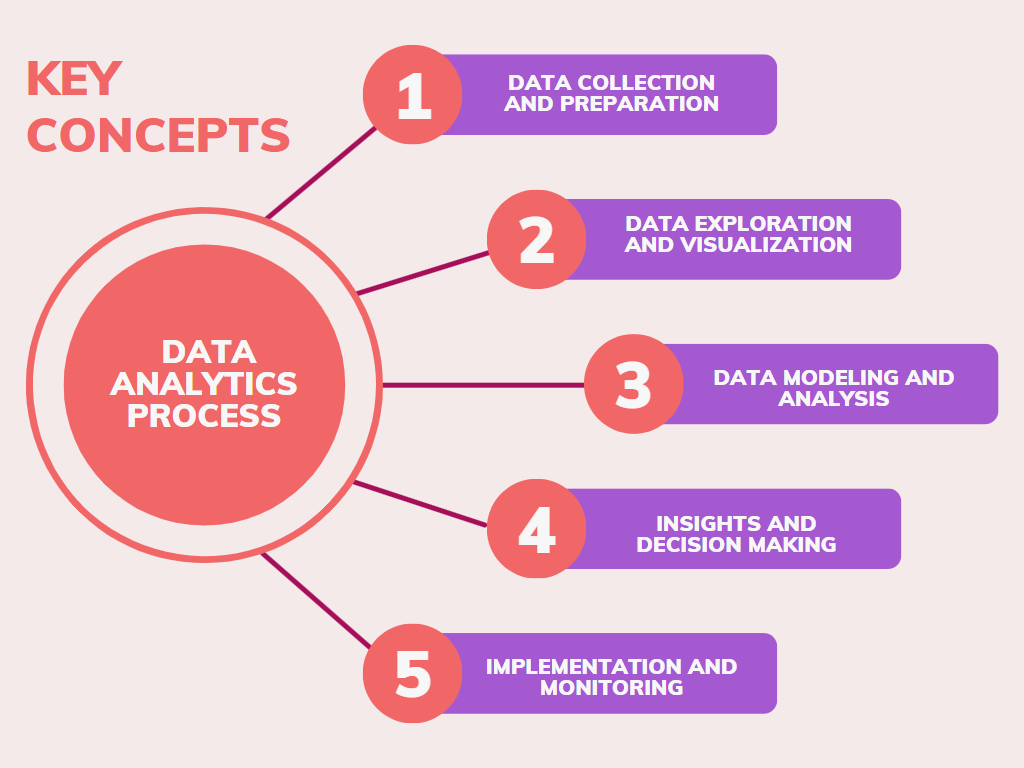 KEY
CONCEPTS
DATA
ANALYTICS
PROCESS
1
DATA COLLECTION
AND PREPARATION
2
DATA EXPLORATION
AND VISUALIZATION
3
DATA MODELING AND
ANALYSIS
4
INSIGHTS AND
DECISION MAKING
5
IMPLEMENTATION AND
MONITORING